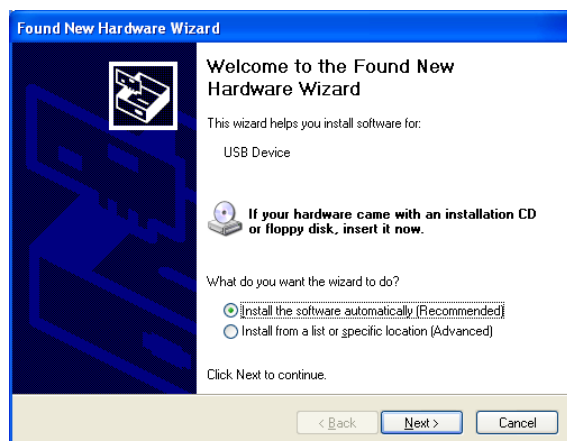 Found New Hardware Wizard
Welcome to the Found New
Hardware Wizard
This wizard helps you install software for:
USB Device
If your hardware came with an installation CD
or floppy disk, insert it now.
What do you want the wizard to do?
Install the software automatically (Recommended)
Install from a list or specific location (Advanced)
Click Next to continue.
< Back Next > Cancel